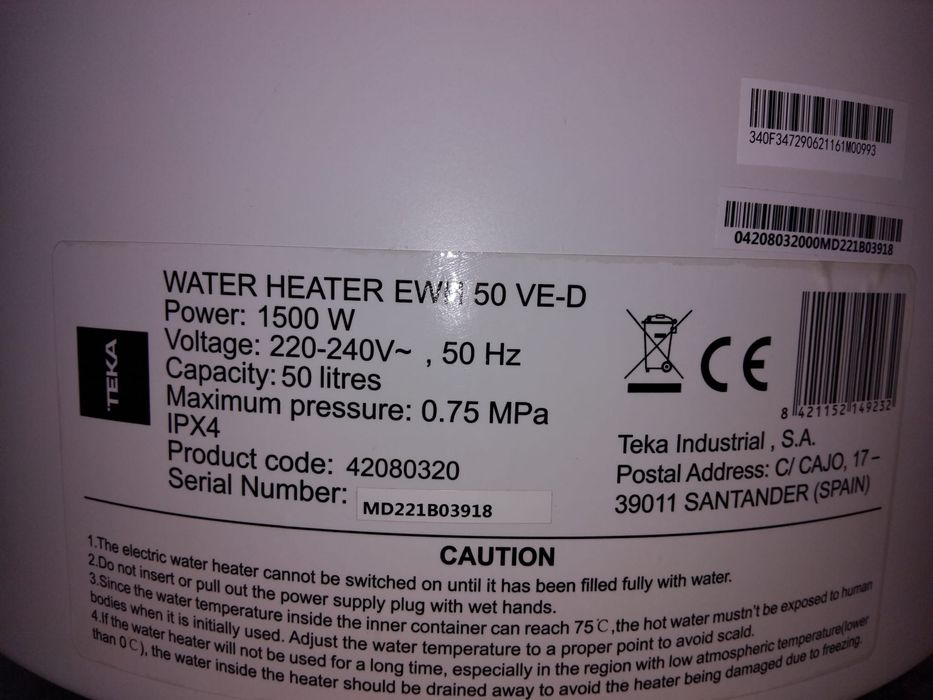 340F347290621161M00993
04208032000MD221B03918
WATER HEATER EWH 50 VE-D
Power: 1500 W
Voltage: 220-240V~ , 50 Hz
Capacity: 50 litres
Maximum pressure: 0.75 MPa
IPX4
Product code: 42080320
Serial Number: MD221B03918
TEKA
CE
8 421152 149232
Teka Industrial , S.A.
Postal Address: C/ CAJO, 17 –
39011 SANTANDER (SPAIN)
CAUTION
1.The electric water heater cannot be switched on until it has been filled fully with water.
2.Do not insert or pull out the power supply plug with wet hands.
3.Since the water temperature inside the inner container can reach 75℃,the hot water mustn't be exposed to human
bodies when it is initially used. Adjust the water temperature to a proper point to avoid scald.
4.If the water heater will not be used for a long time, especially in the region with low atmospheric temperature(lower
than 0℃), the water inside the heater should be drained away to avoid the heater being damaged due to freezing.